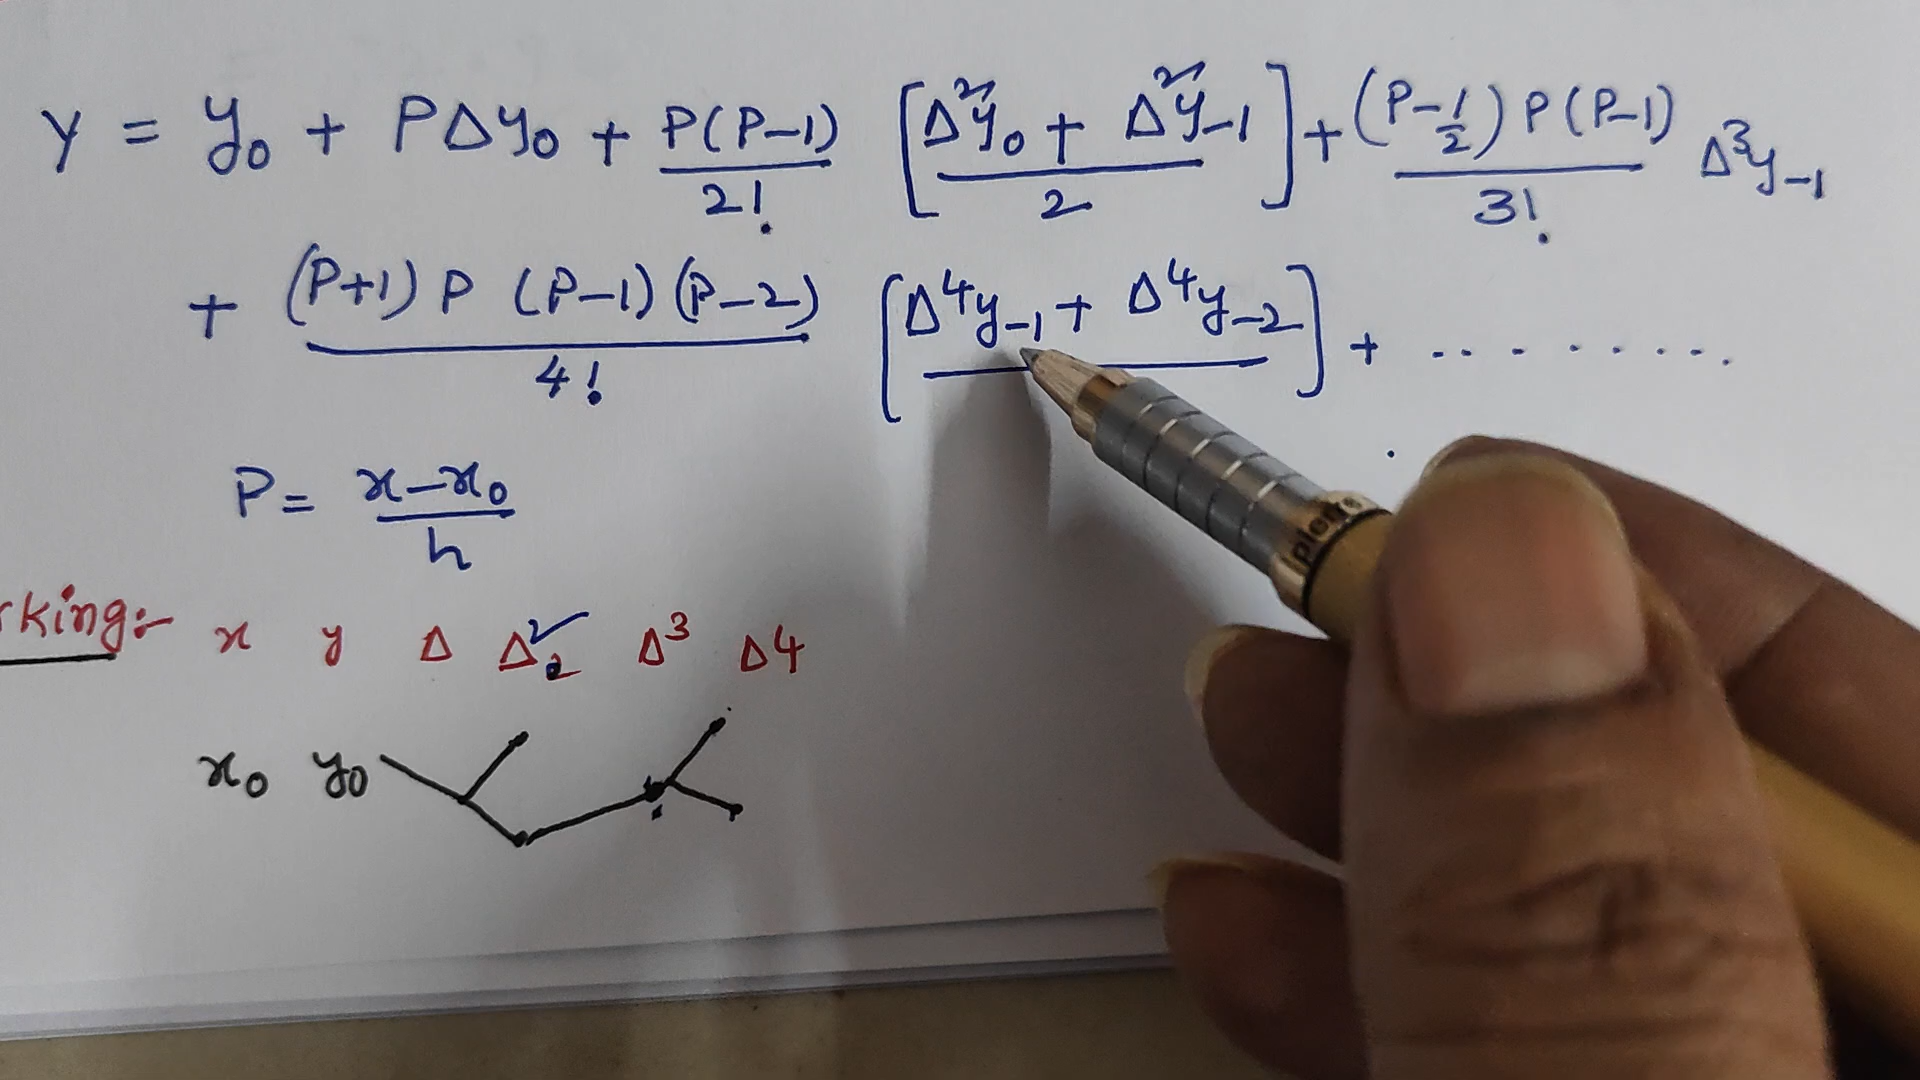 y = y₀ + PΔy₀ + P(P-1)/2! [Δ²y₀ + Δ²y₋₁ / 2] + (P-1/2)P(P-1)/3! Δ³y₋₁
+ (P+1)P(P-1)(P-2)/4! [Δ⁴y₋₁ + Δ⁴y₋₂] + .........
P = x-x₀/h
rking:- x y Δ Δ² Δ³ Δ4
x₀ y₀